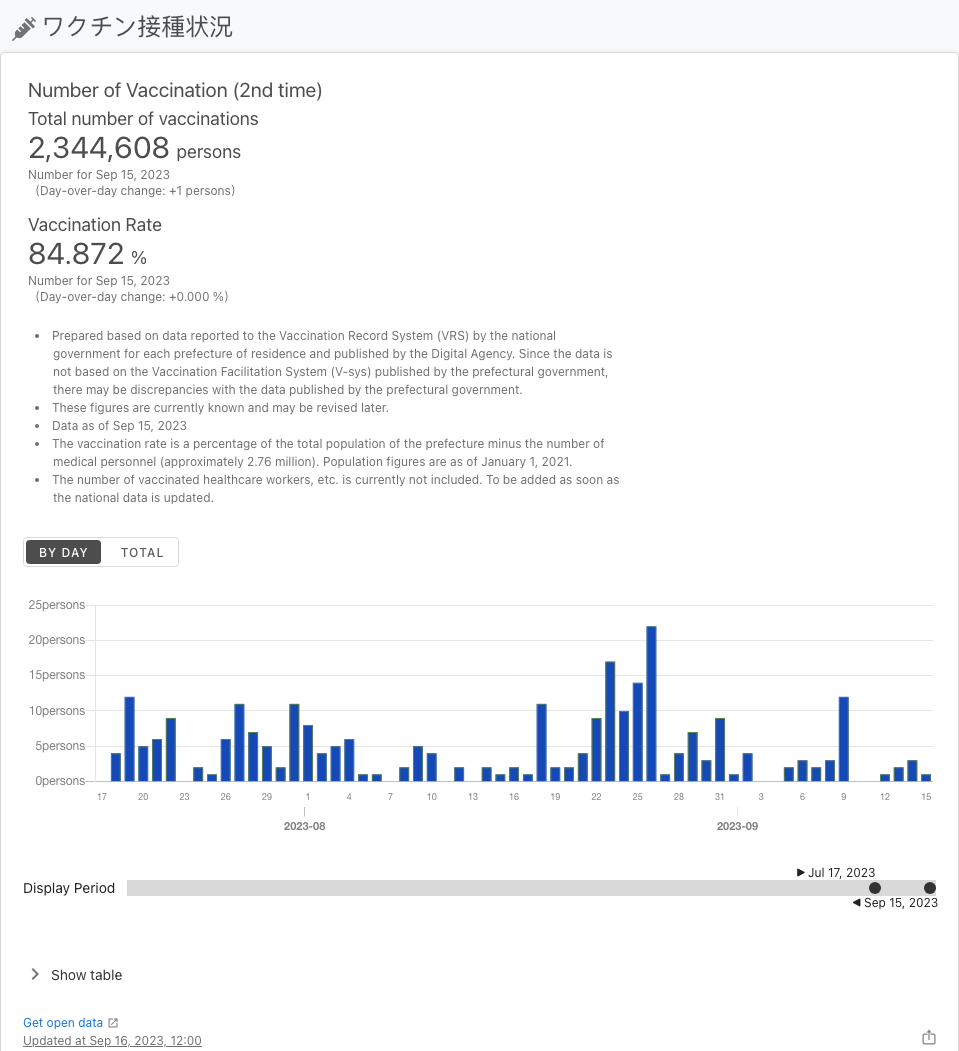 ワクチン接種状況
Number of Vaccination (2nd time)
Total number of vaccinations
2,344,608 persons
Number for Sep 15, 2023
(Day-over-day change: +1 persons)
Vaccination Rate
84.872 %
Number for Sep 15, 2023
(Day-over-day change: +0.000 %)
• Prepared based on data reported to the Vaccination Record System (VRS) by the national
government for each prefecture of residence and published by the Digital Agency. Since the data is
not based on the Vaccination Facilitation System (V-sys) published by the prefectural government,
there may be discrepancies with the data published by the prefectural government.
• These figures are currently known and may be revised later.
• Data as of Sep 15, 2023
• The vaccination rate is a percentage of the total population of the prefecture minus the number of
medical personnel (approximately 2.76 million). Population figures are as of January 1, 2021.
• The number of vaccinated healthcare workers, etc. is currently not included. To be added as soon as
the national data is updated.
BY DAY TOTAL
25persons
20persons
15persons
10persons
5persons
0persons
17 20 23 26 29 1 4 7 10 13 16 19 22 25 28 31 3 6 9 12 15
2023-08 2023-09
Jul 17, 2023
Display Period
Sep 15, 2023
Show table
Get open data
Updated at Sep 16, 2023, 12:00